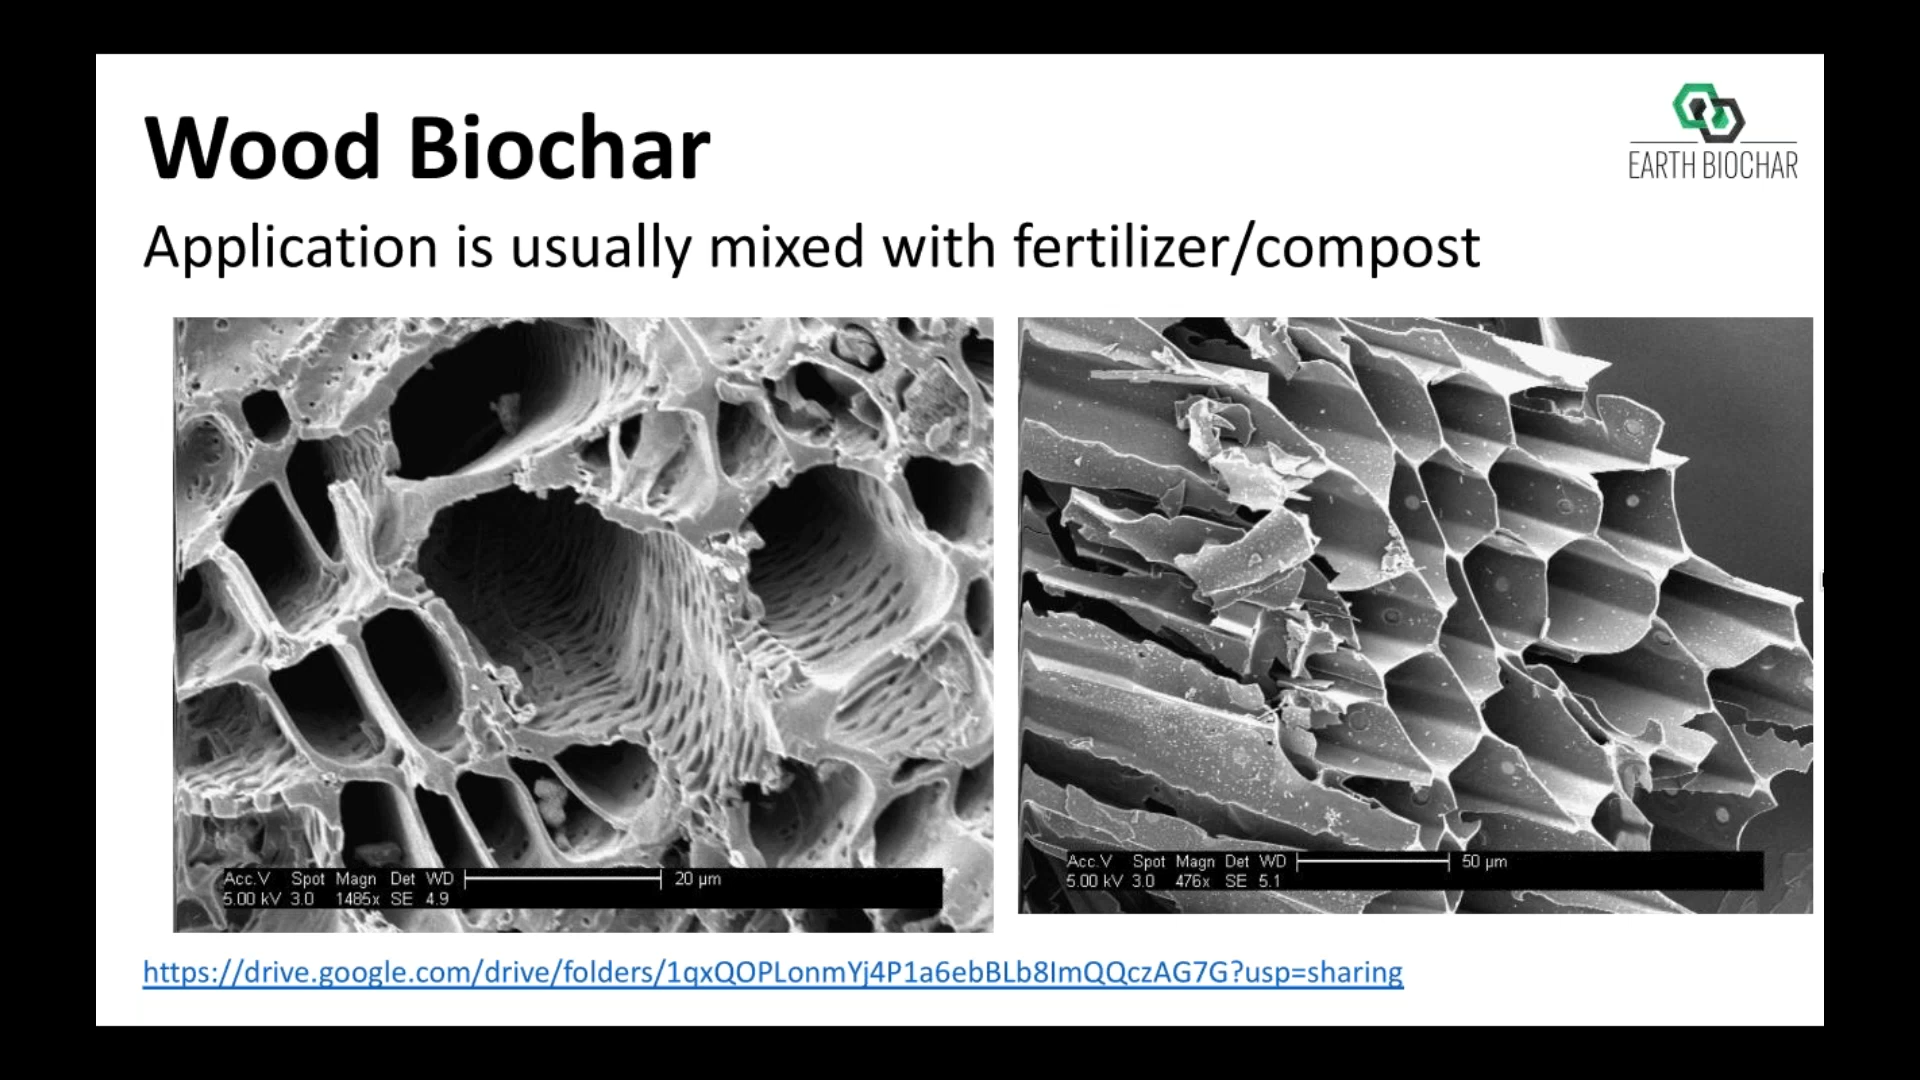 Wood Biochar
EARTH BIOCHAR
Application is usually mixed with fertilizer/compost
Acc.V Spot Magn Det WD 20 µm
5.00 kV 3.0 1485x SE 4.9
Acc.V Spot Magn Det WD 50 µm
5.00 kV 3.0 476x SE 5.1
https://drive.google.com/drive/folders/1qxQOPLonmYj4P1a6ebBLb8ImQQczAG7G?usp=sharing